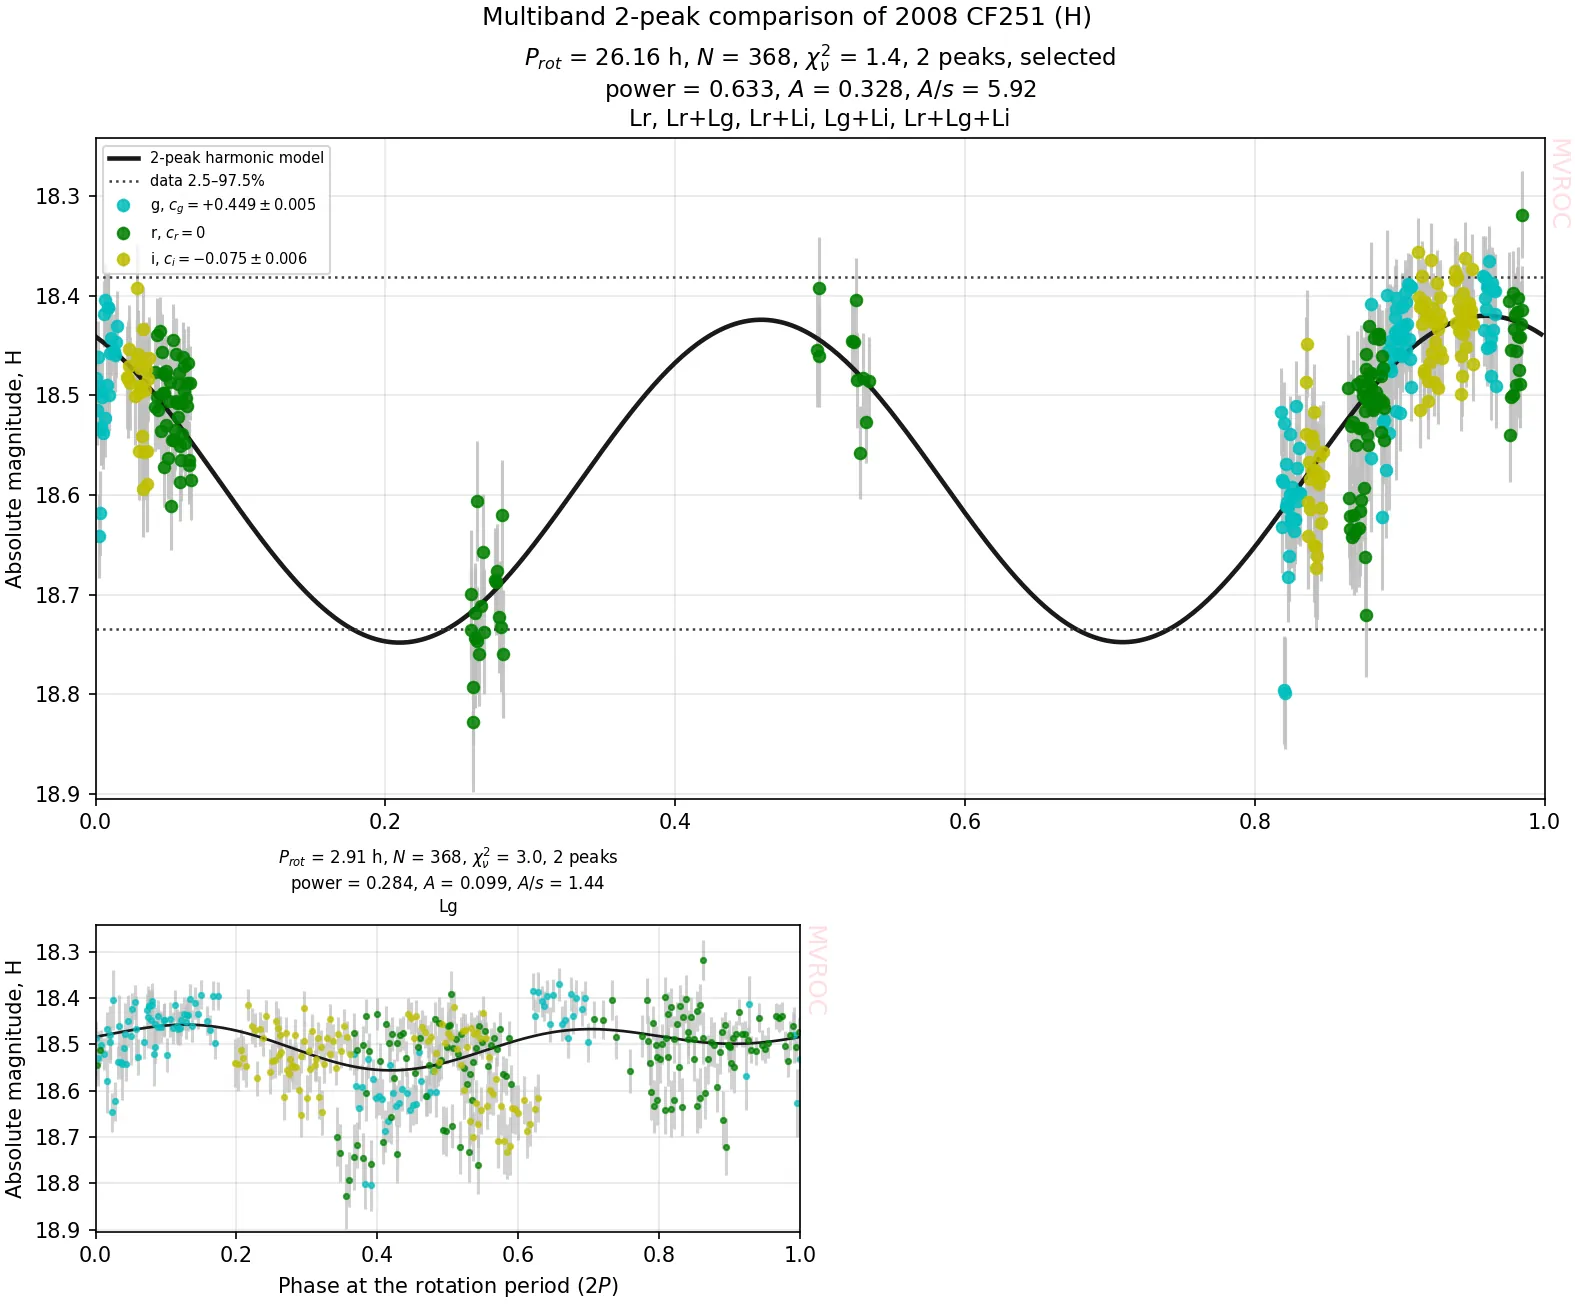 Multiband 2-peak comparison of 2008 CF251 (H)
P_rot = 26.16 h, N = 368, χ²_ν = 1.4, 2 peaks, selected
power = 0.633, A = 0.328, A/s = 5.92
Lr, Lr+Lg, Lr+Li, Lg+Li, Lr+Lg+Li
2-peak harmonic model
data 2.5–97.5%
g, c_g = +0.449 ± 0.005
r, c_r = 0
i, c_i = −0.075 ± 0.006
MVROC
Absolute magnitude, H
18.3
18.4
18.5
18.6
18.7
18.8
18.9
0.0 0.2 0.4 0.6 0.8 1.0
P_rot = 2.91 h, N = 368, χ²_ν = 3.0, 2 peaks
power = 0.284, A = 0.099, A/s = 1.44
Lg
MVROC
Absolute magnitude, H
18.3
18.4
18.5
18.6
18.7
18.8
18.9
0.0 0.2 0.4 0.6 0.8 1.0
Phase at the rotation period (2P)